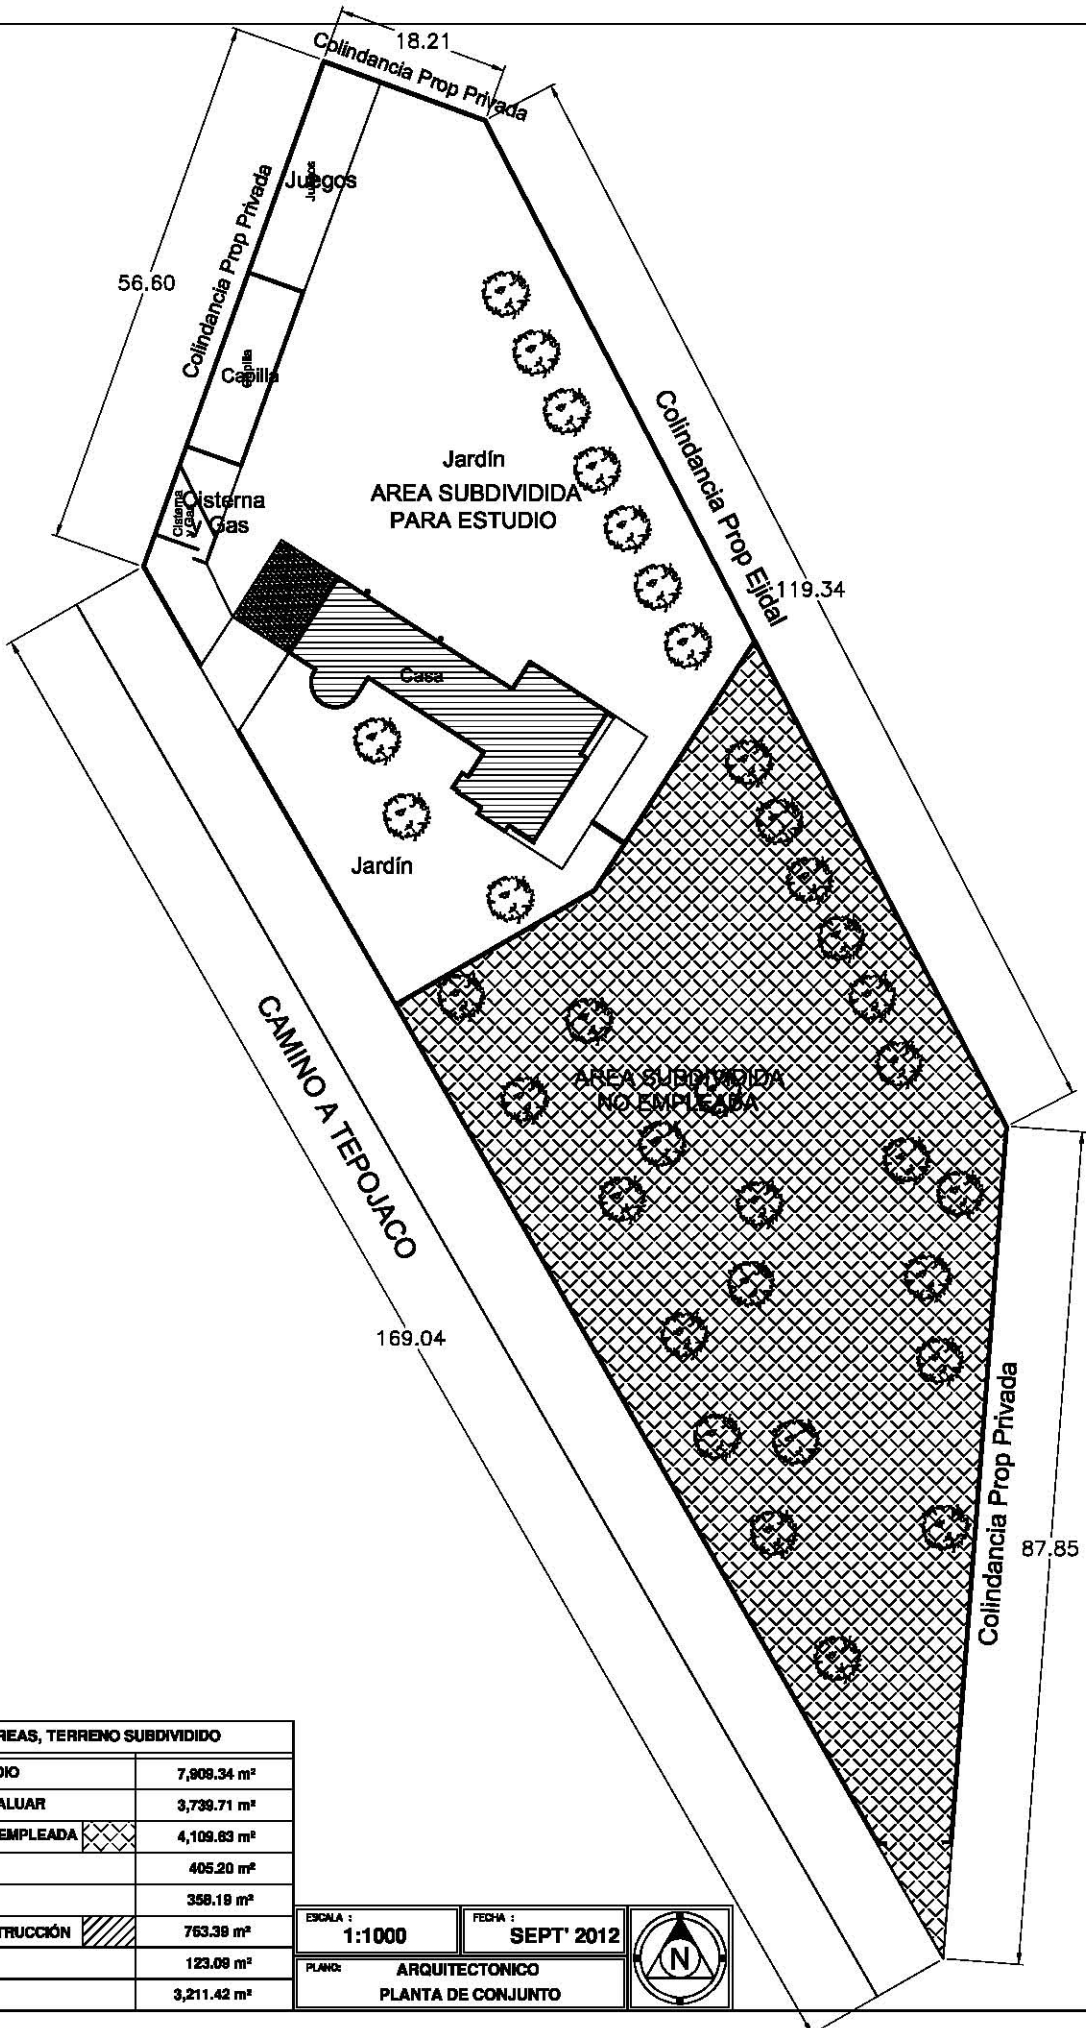 18.21
Colindancia Prop Privada
56.60
Colindancia Prop Privada
Juegos
Juegos
Capilla
Capilla
Cisterna
Gas
Cisterna
y Gas
Jardín
AREA SUBDIVIDIDA
PARA ESTUDIO
Colindancia Prop Ejidal
119.34
Casa
Jardín
CAMINO A TEPOJACO
169.04
AREA SUBDIVIDIDA
NO EMPLEADA
Colindancia Prop Privada
87.85
REAS, TERRENO SUBDIVIDIDO
DIO 7,909.34 m²
ALUAR 3,739.71 m²
EMPLEADA 4,109.63 m²
405.20 m²
358.19 m²
TRUCCIÓN 763.39 m²
123.09 m²
3,211.42 m²
ESCALA :
1:1000
FECHA :
SEPT' 2012
PLANO:
ARQUITECTONICO
PLANTA DE CONJUNTO
N